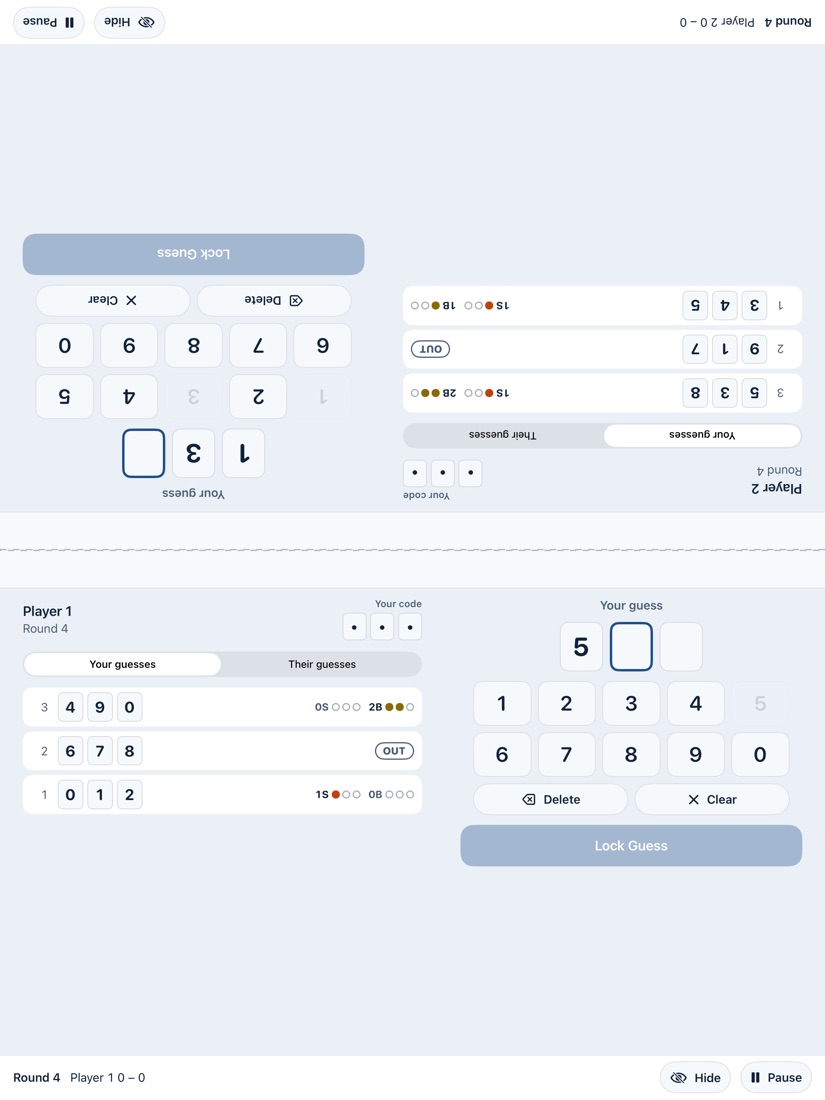 Player 2
Round 4
Your code
Your guesses Their guesses
3 5 3 8 1S 2B
2 9 1 7 OUT
1 3 4 5 1S 1B
Your guess
1 3
1 2 3 4 5
6 7 8 9 0
Delete Clear
Lock Guess
Round 4 Player 2 0 – 0
Hide Pause
Player 1
Round 4
Your code
Your guesses Their guesses
3 4 9 0 0S 2B
2 6 7 8 OUT
1 0 1 2 1S 0B
Your guess
5
1 2 3 4 5
6 7 8 9 0
Delete Clear
Lock Guess
Round 4 Player 1 0 – 0
Hide Pause